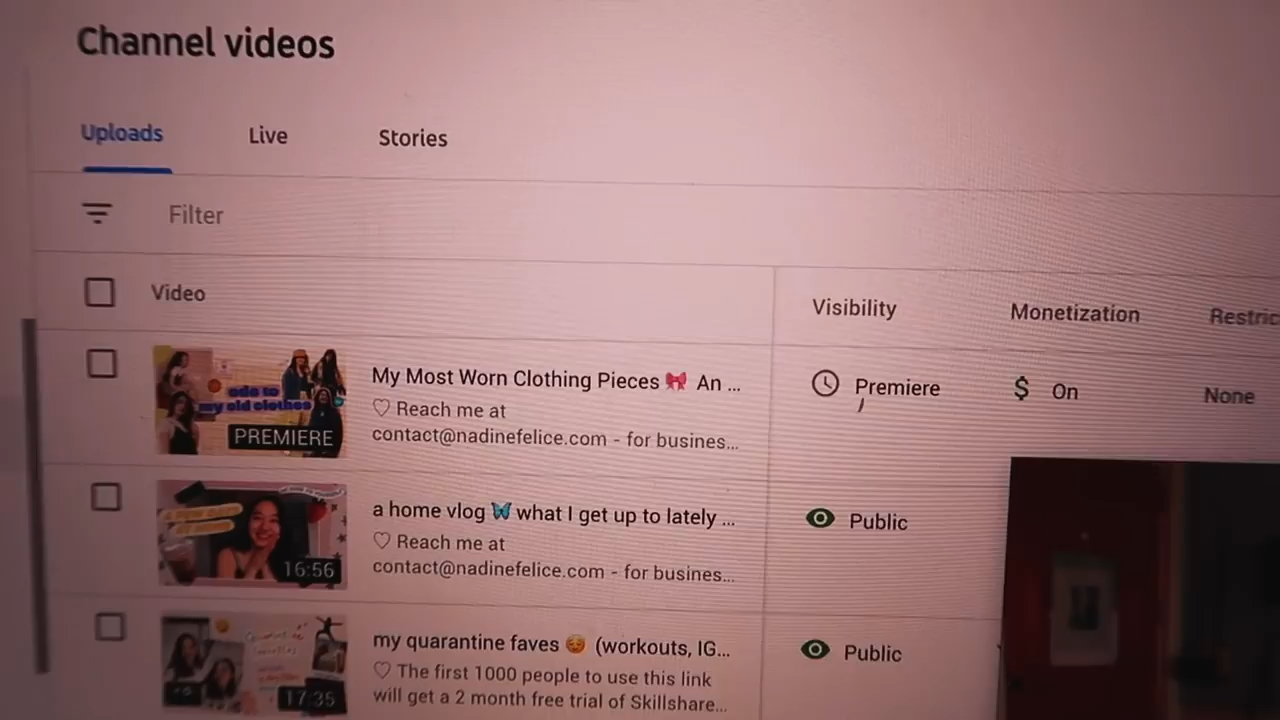 Channel videos
Uploads Live Stories
Filter
Video Visibility Monetization Restric
ode to
my old clothes
PREMIERE
My Most Worn Clothing Pieces 🎀 An ...
♡ Reach me at
contact@nadinefelice.com - for busines...
Premiere
$ On
None
16:56
a home vlog 🦋 what I get up to lately ...
♡ Reach me at
contact@nadinefelice.com - for busines...
Public
17:35
my quarantine faves 😌 (workouts, IG...
♡ The first 1000 people to use this link
will get a 2 month free trial of Skillshare...
Public